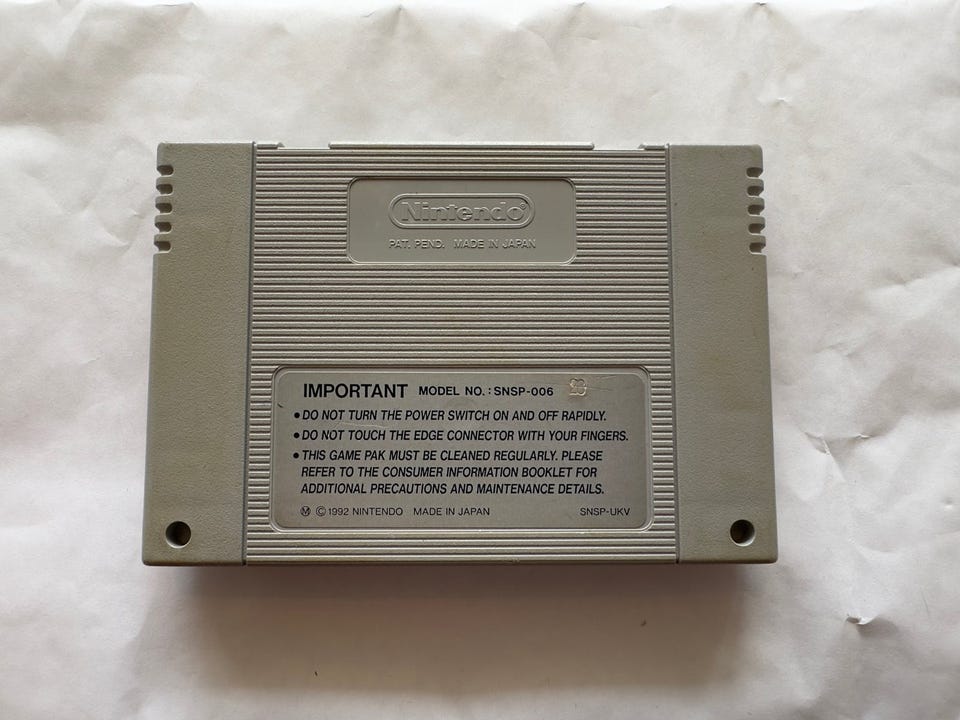 Nintendo®
PAT. PEND. MADE IN JAPAN
IMPORTANT MODEL NO. : SNSP-006 23
• DO NOT TURN THE POWER SWITCH ON AND OFF RAPIDLY.
• DO NOT TOUCH THE EDGE CONNECTOR WITH YOUR FINGERS.
• THIS GAME PAK MUST BE CLEANED REGULARLY. PLEASE
REFER TO THE CONSUMER INFORMATION BOOKLET FOR
ADDITIONAL PRECAUTIONS AND MAINTENANCE DETAILS.
Ⓜ © 1992 NINTENDO MADE IN JAPAN SNSP-UKV